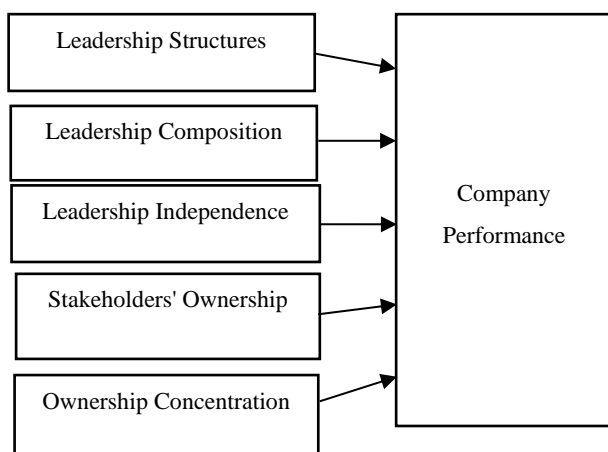 Leadership Structures
Leadership Composition
Leadership Independence
Stakeholders' Ownership
Ownership Concentration
Company
Performance